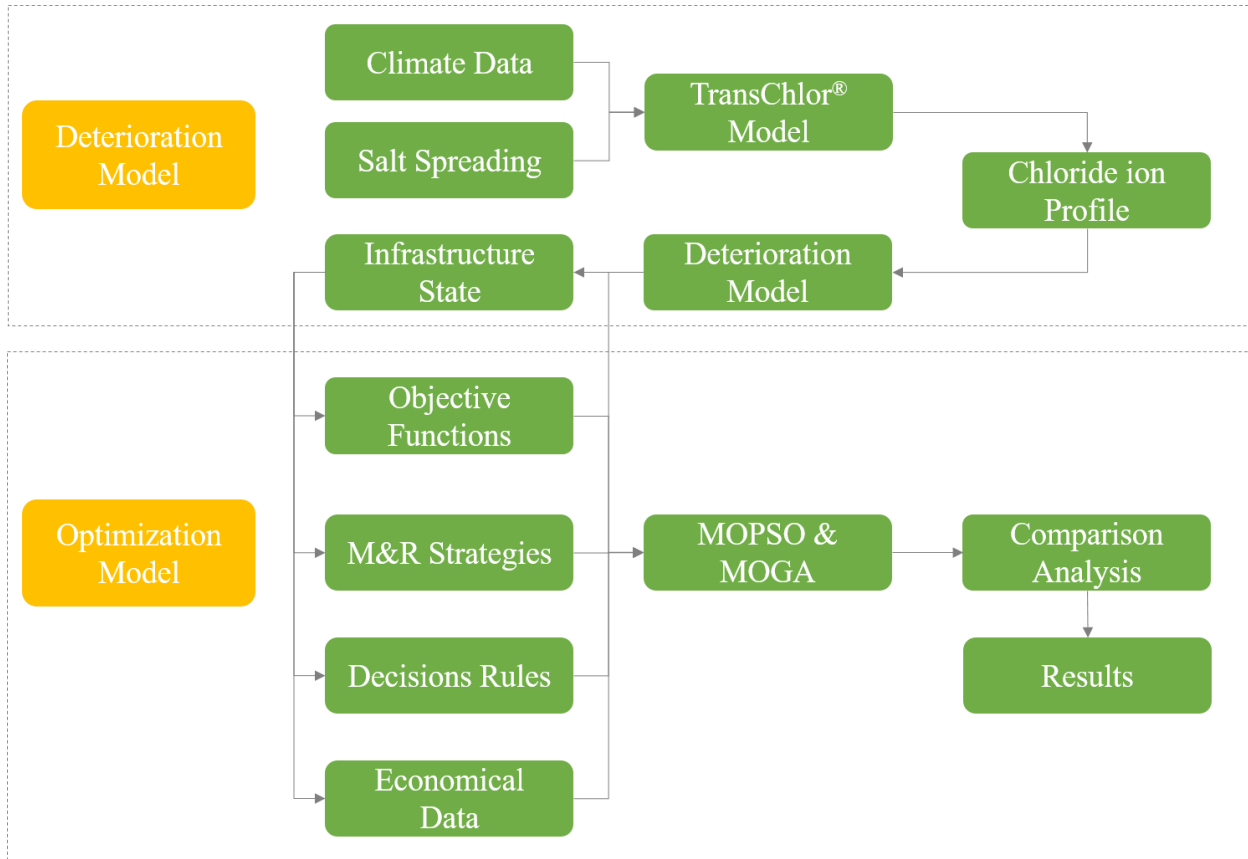 Climate Data
TransChlor®
Model
Deterioration
Model
Salt Spreading
Chloride ion
Profile
Infrastructure
State
Deterioration
Model
Objective
Functions
Optimization
Model
M&R Strategies
MOPSO &
MOGA
Comparison
Analysis
Decisions Rules
Results
Economical
Data